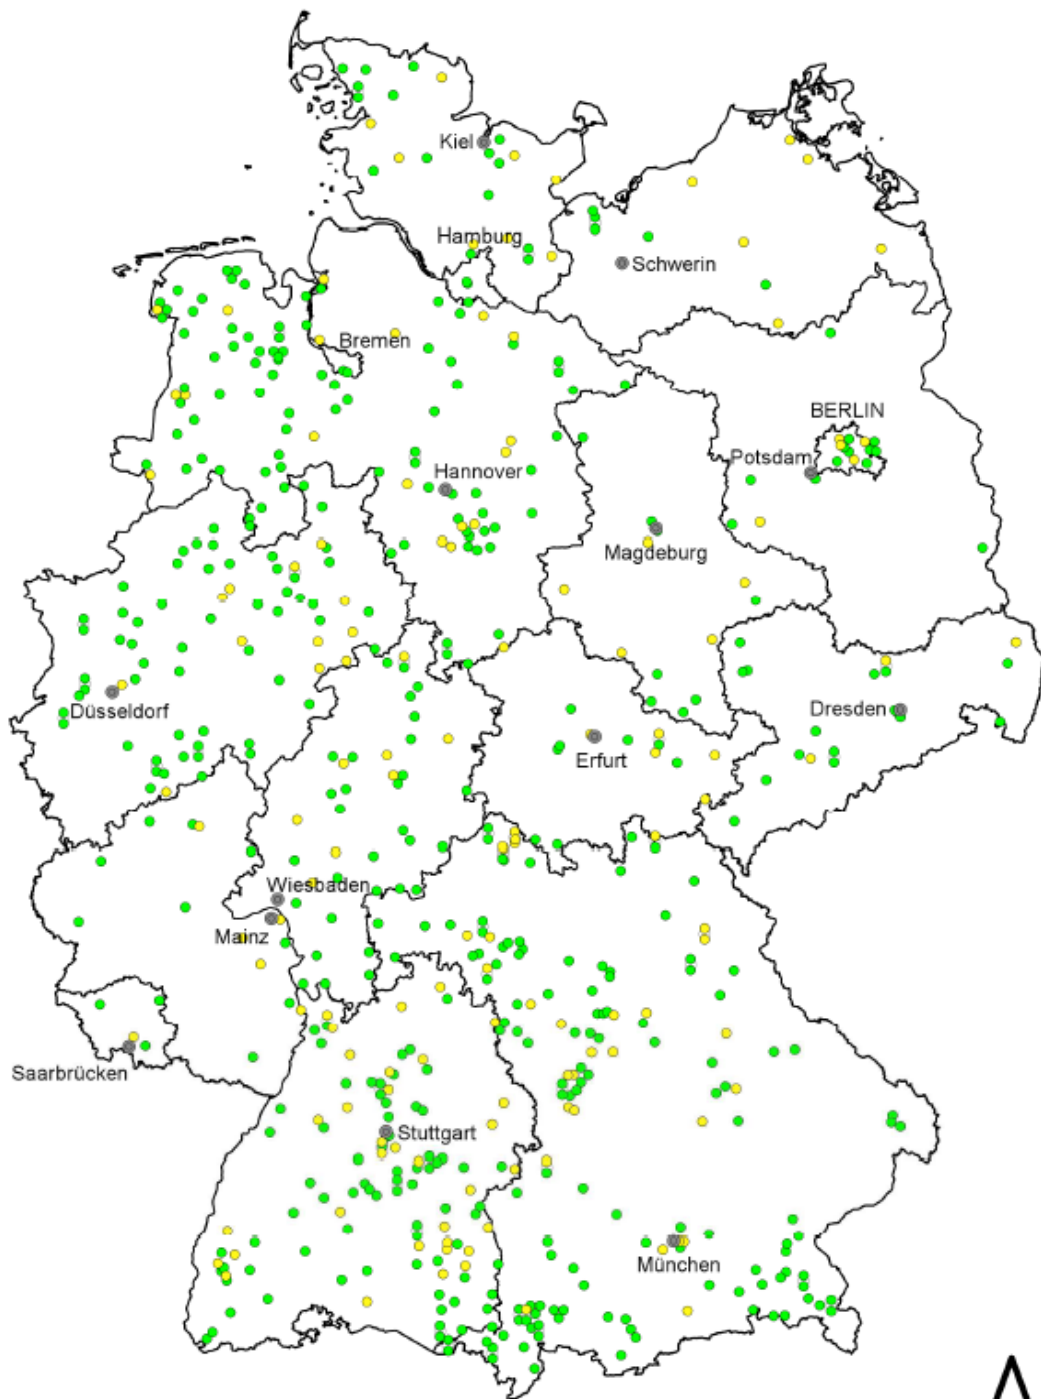 Kiel
Hamburg
Schwerin
Bremen
BERLIN
Potsdam
Hannover
Magdeburg
Düsseldorf
Dresden
Erfurt
Wiesbaden
Mainz
Saarbrücken
Stuttgart
München